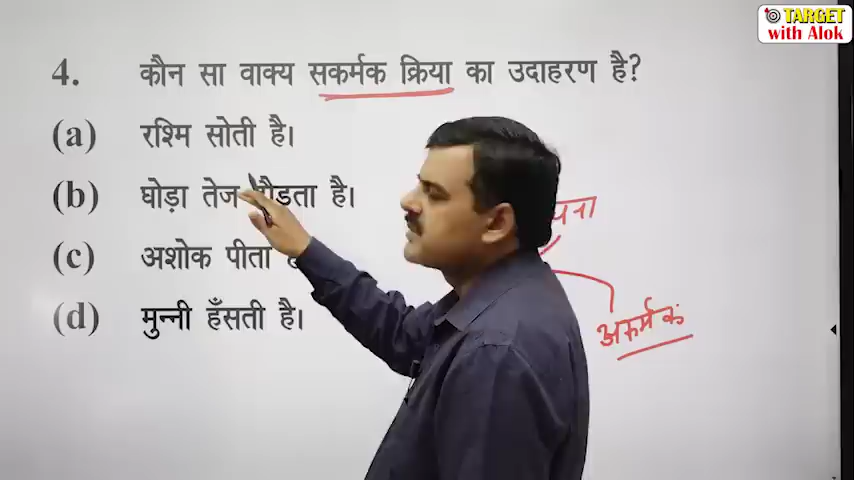 TARGET
with Alok
4. कौन सा वाक्य सकर्मक क्रिया का उदाहरण है?
(a) रश्मि सोती है।
(b) घोड़ा तेज दौड़ता है।
(c) अशोक पीता
(d) मुन्नी हँसती है।
अकर्मक